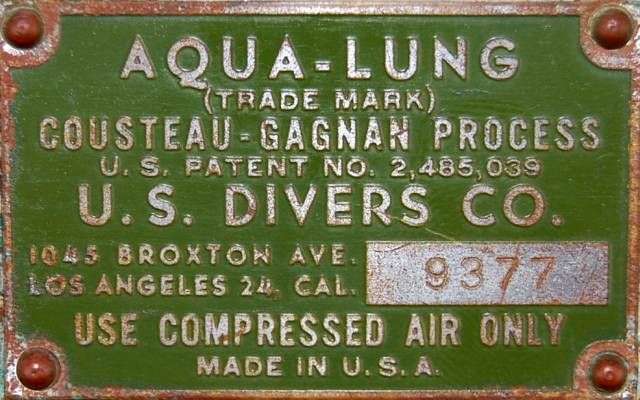 AQUA-LUNG
(TRADE MARK)
COUSTEAU-GAGNAN PROCESS
U.S. PATENT NO. 2,485,039
U.S. DIVERS CO.
1045 BROXTON AVE.
LOS ANGELES 24, CAL.
9377
USE COMPRESSED AIR ONLY
MADE IN U.S.A.